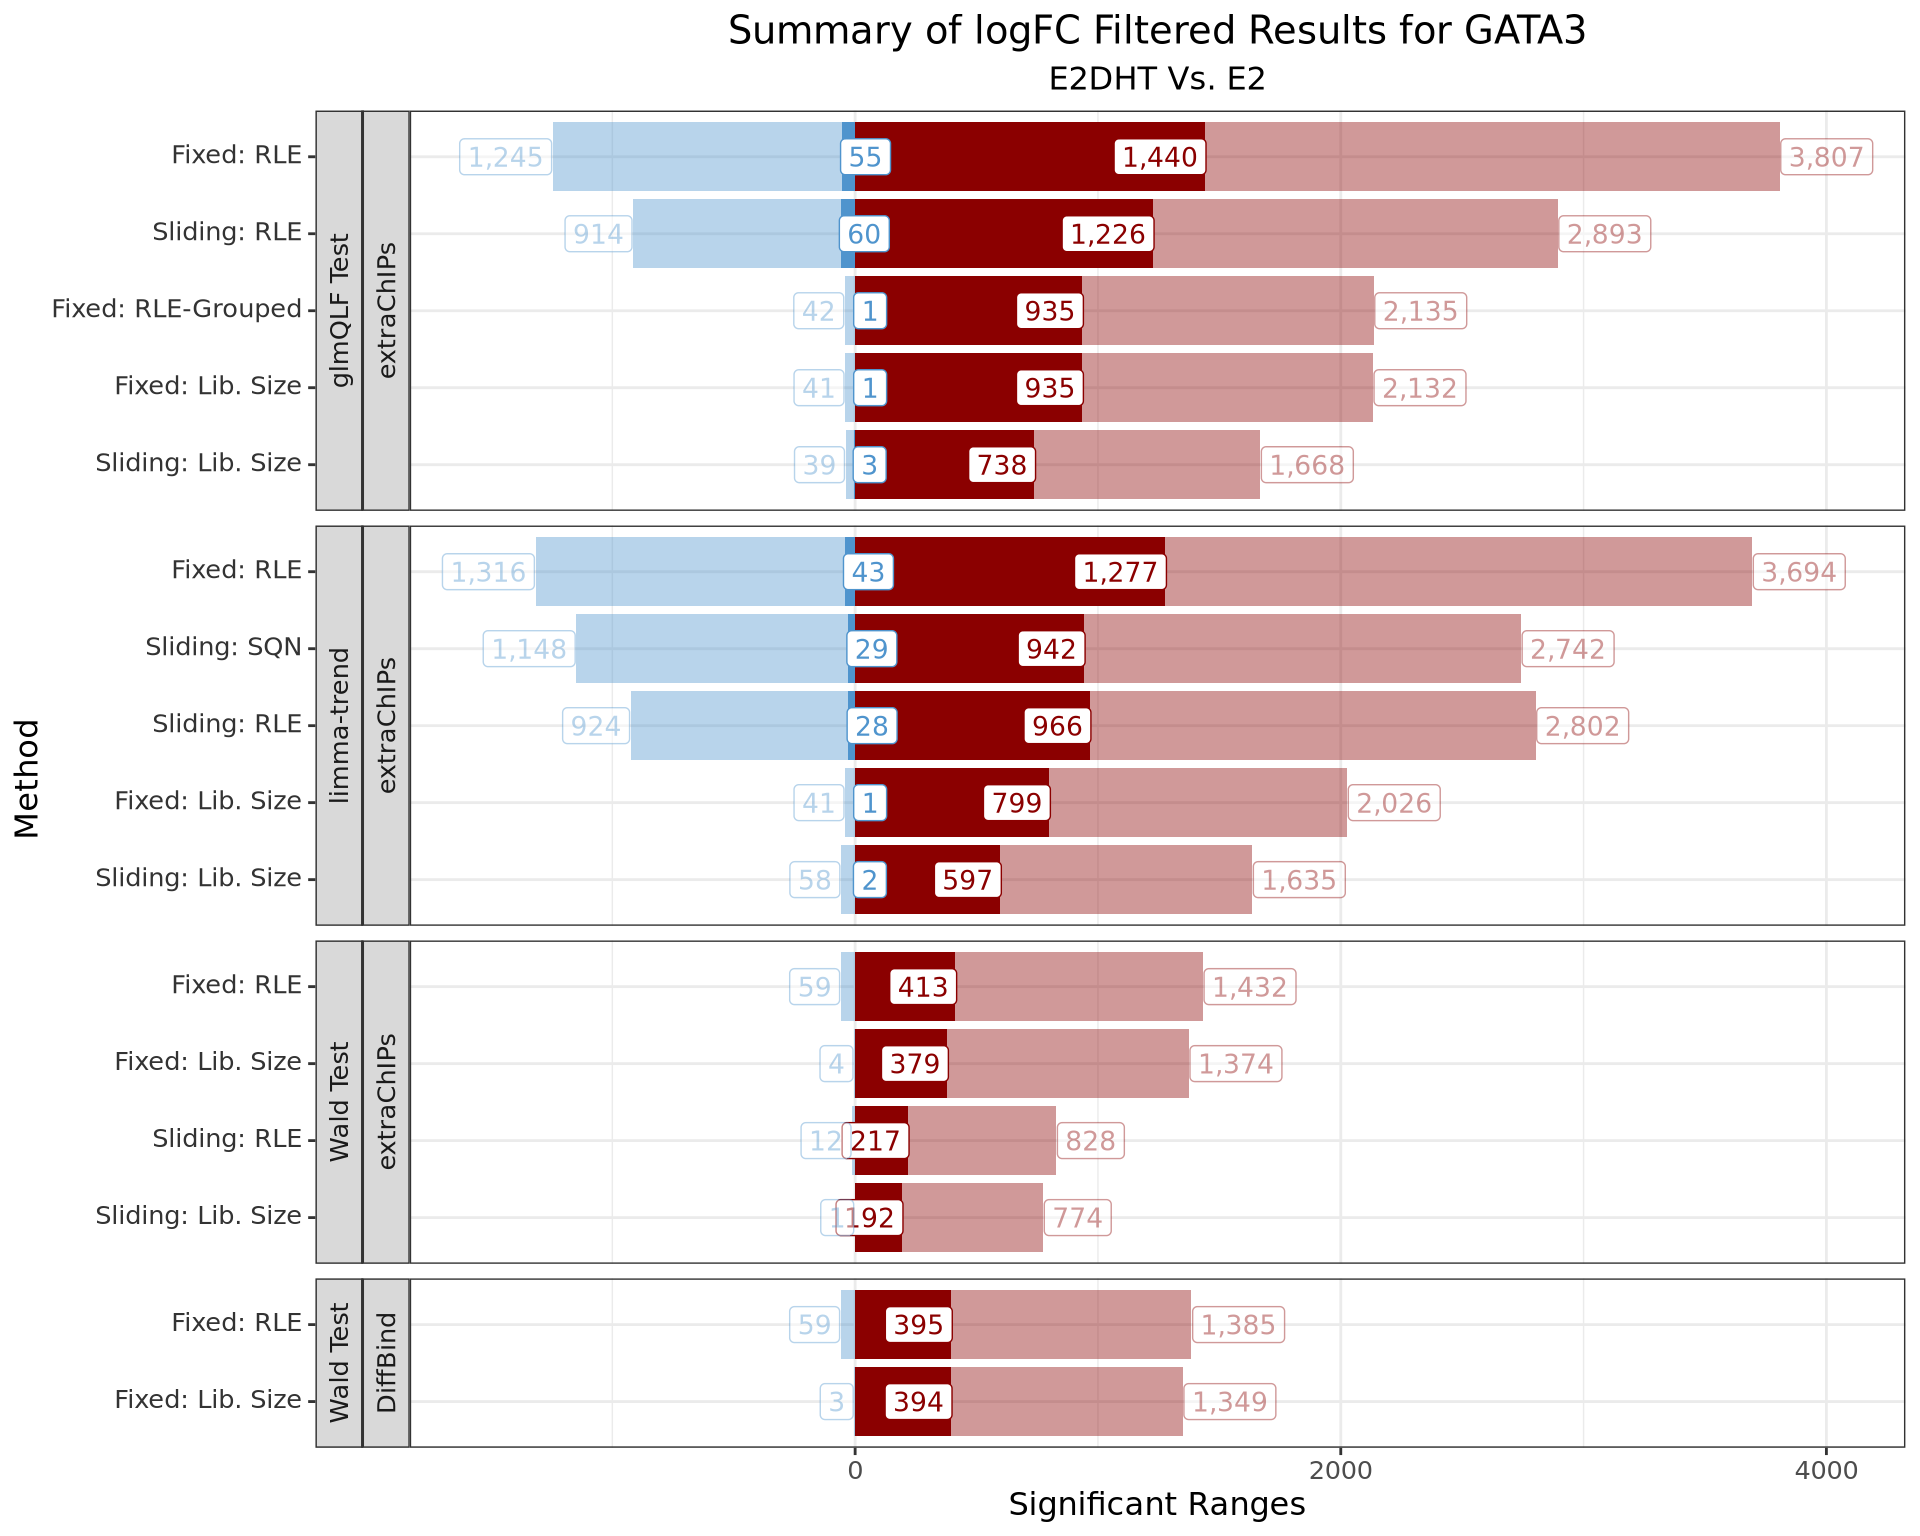 Summary of logFC Filtered Results for GATA3
E2DHT Vs. E2
Method
glmQLF Test
extraChIPs
Fixed: RLE 1,245 55 1,440 3,807
Sliding: RLE 914 60 1,226 2,893
Fixed: RLE-Grouped 42 1 935 2,135
Fixed: Lib. Size 41 1 935 2,132
Sliding: Lib. Size 39 3 738 1,668
limma-trend
extraChIPs
Fixed: RLE 1,316 43 1,277 3,694
Sliding: SQN 1,148 29 942 2,742
Sliding: RLE 924 28 966 2,802
Fixed: Lib. Size 41 1 799 2,026
Sliding: Lib. Size 58 2 597 1,635
Wald Test
extraChIPs
Fixed: RLE 59 413 1,432
Fixed: Lib. Size 4 379 1,374
Sliding: RLE 12 217 828
Sliding: Lib. Size 192 774
Wald Test
DiffBind
Fixed: RLE 59 395 1,385
Fixed: Lib. Size 3 394 1,349
0 2000 4000
Significant Ranges